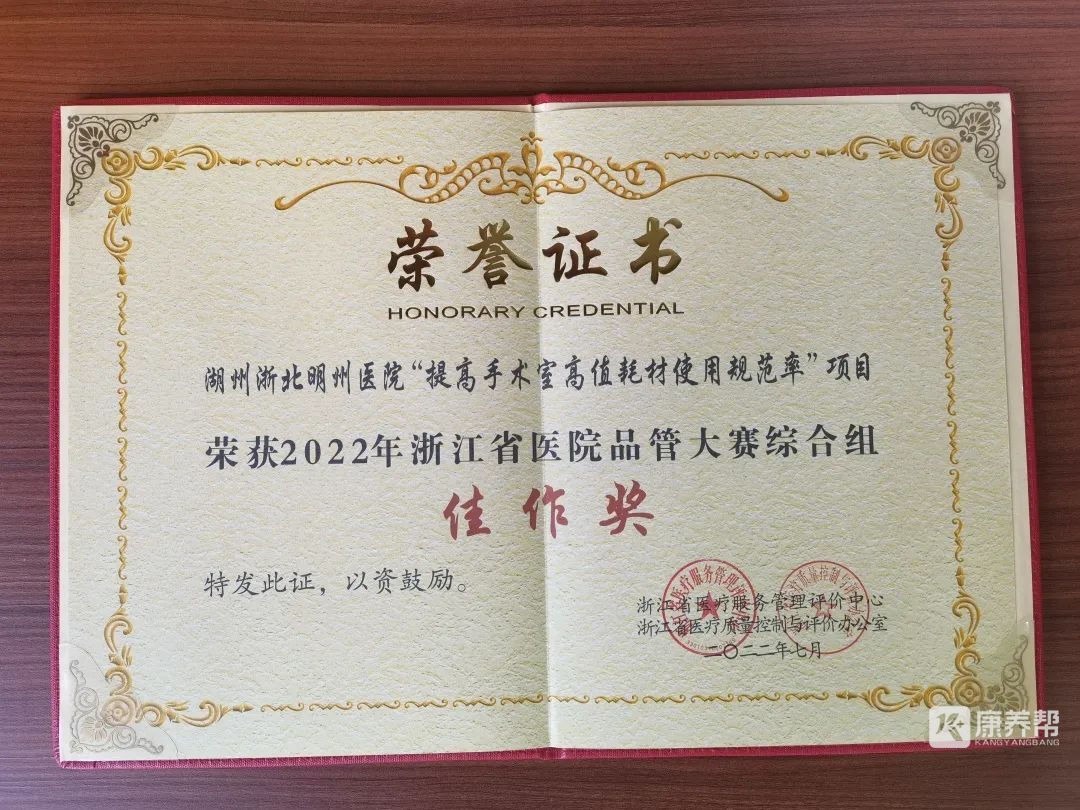 荣誉证书
HONORARY CREDENTIAL
湖州浙北明州医院“提高手术室高值耗材使用规范率”项目
荣获2022年浙江省医院品管大赛综合组
佳作奖
特发此证，以资鼓励。
浙江省医疗服务管理评价中心
浙江省医疗质量控制与评价办公室
二〇二二年七月
康养帮
KANGYANGBANG